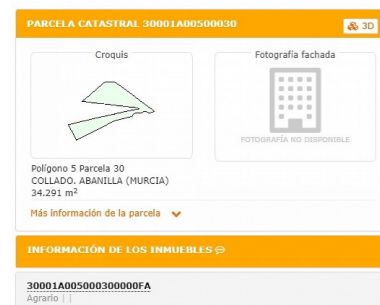 PARCELA CATASTRAL 30001A00500030
3D
Croquis
Fotografía fachada
FOTOGRAFÍA NO DISPONIBLE
Polígono 5 Parcela 30
COLLADO. ABANILLA (MURCIA)
34.291 m²
Más información de la parcela
INFORMACIÓN DE LOS INMUEBLES
30001A005000300000FA
Agrario | |